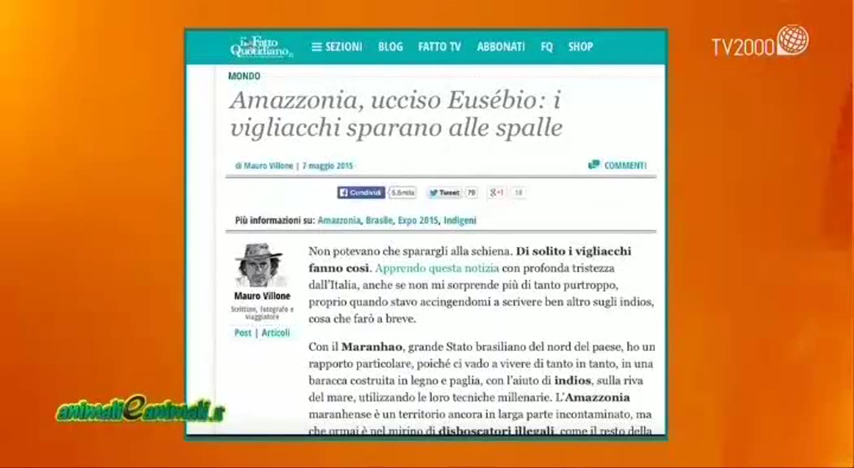 il Fatto
Quotidiano.it
SEZIONI BLOG FATTO TV ABBONATI FQ SHOP
TV2000
MONDO
Amazzonia, ucciso Eusébio: i
vigliacchi sparano alle spalle
di Mauro Villone | 7 maggio 2015
COMMENTI
Condividi 5.6mila Tweet 79 g+1 18
Più informazioni su: Amazzonia, Brasile, Expo 2015, Indigeni
Mauro Villone
Scrittore, fotografo e
viaggiatore
Post | Articoli
Non potevano che sparargli alla schiena. Di solito i vigliacchi
fanno così. Apprendo questa notizia con profonda tristezza
dall'Italia, anche se non mi sorprende più di tanto purtroppo,
proprio quando stavo accingendomi a scrivere ben altro sugli indios,
cosa che farò a breve.
Con il Maranhao, grande Stato brasiliano del nord del paese, ho un
rapporto particolare, poiché ci vado a vivere di tanto in tanto, in una
baracca costruita in legno e paglia, con l'aiuto di indios, sulla riva
del mare, utilizzando le loro tecniche millenarie. L'Amazzonia
maranhense è un territorio ancora in larga parte incontaminato, ma
che ormai è nel mirino di disboscatori illegali, come il resto della
animali e animali.it